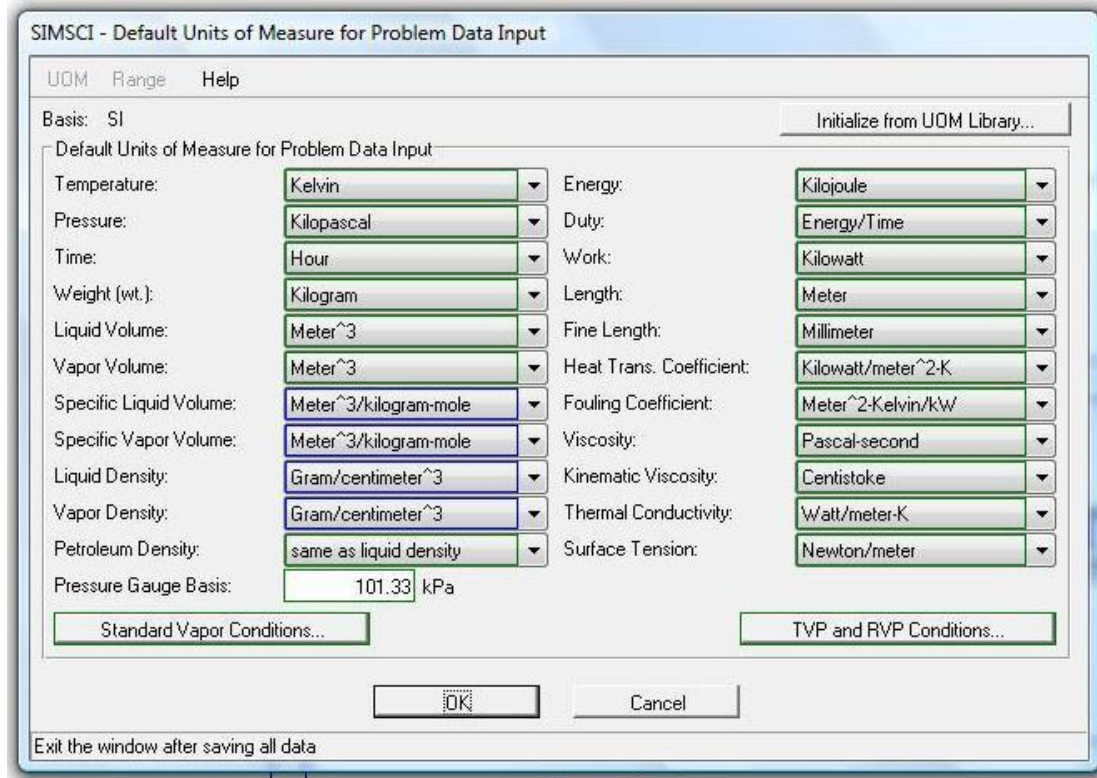 SIMSCI - Default Units of Measure for Problem Data Input
UOM Range Help
Basis: SI
Initialize from UOM Library...
Default Units of Measure for Problem Data Input
Temperature: Kelvin Energy: Kilojoule
Pressure: Kilopascal Duty: Energy/Time
Time: Hour Work: Kilowatt
Weight (wt.): Kilogram Length: Meter
Liquid Volume: Meter^3 Fine Length: Millimeter
Vapor Volume: Meter^3 Heat Trans. Coefficient: Kilowatt/meter^2-K
Specific Liquid Volume: Meter^3/kilogram-mole Fouling Coefficient: Meter^2-Kelvin/kW
Specific Vapor Volume: Meter^3/kilogram-mole Viscosity: Pascal-second
Liquid Density: Gram/centimeter^3 Kinematic Viscosity: Centistoke
Vapor Density: Gram/centimeter^3 Thermal Conductivity: Watt/meter-K
Petroleum Density: same as liquid density Surface Tension: Newton/meter
Pressure Gauge Basis: 101.33 kPa
Standard Vapor Conditions... TVP and RVP Conditions...
OK Cancel
Exit the window after saving all data